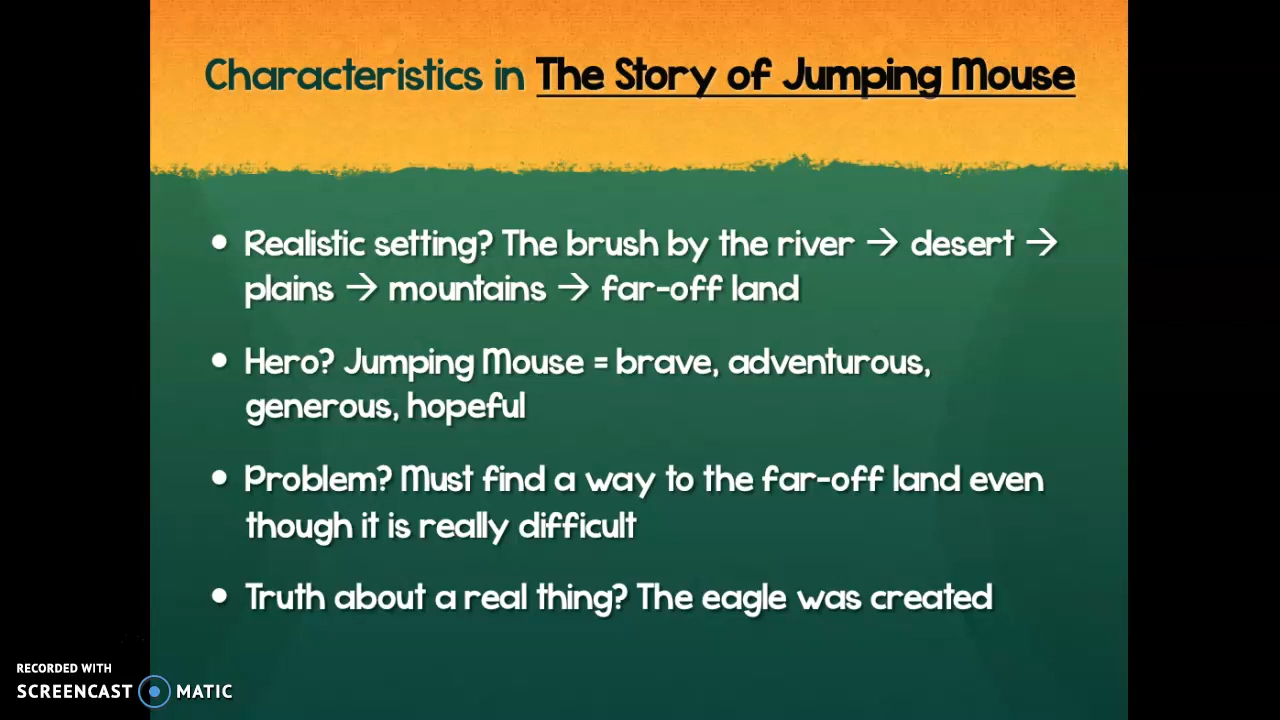 Characteristics in The Story of Jumping Mouse
• Realistic setting? The brush by the river → desert →
plains → mountains → far-off land
• Hero? Jumping Mouse = brave, adventurous,
generous, hopeful
• Problem? Must find a way to the far-off land even
though it is really difficult
• Truth about a real thing? The eagle was created
RECORDED WITH
SCREENCAST MATIC